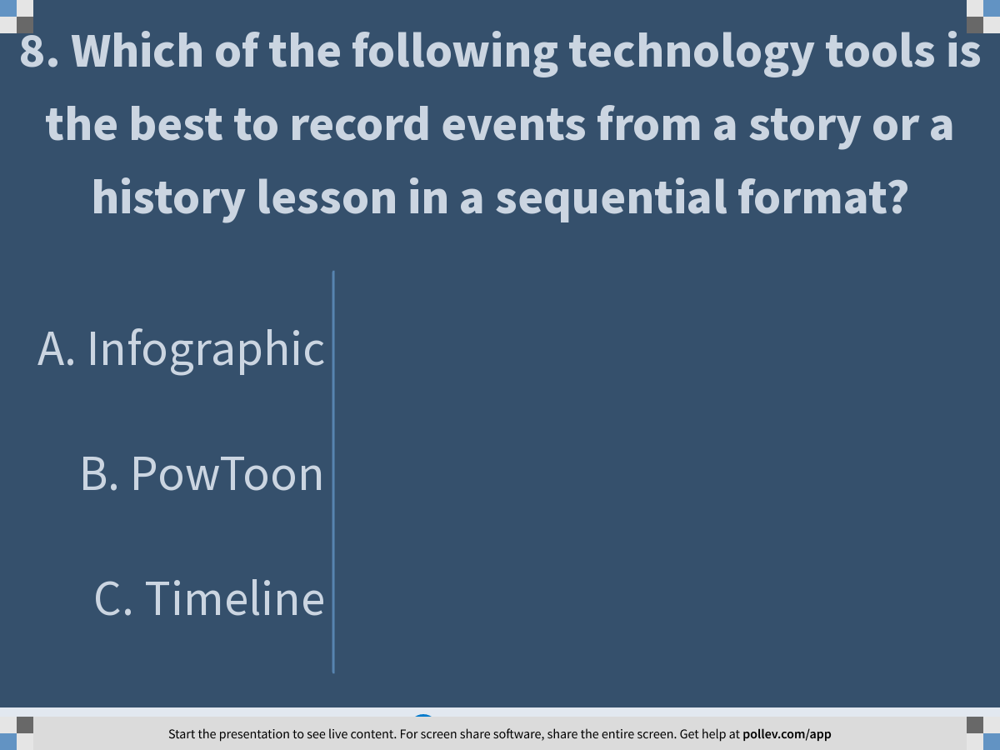 8. Which of the following technology tools is
the best to record events from a story or a
history lesson in a sequential format?
A. Infographic
B. PowToon
C. Timeline
Start the presentation to see live content. For screen share software, share the entire screen. Get help at pollev.com/app